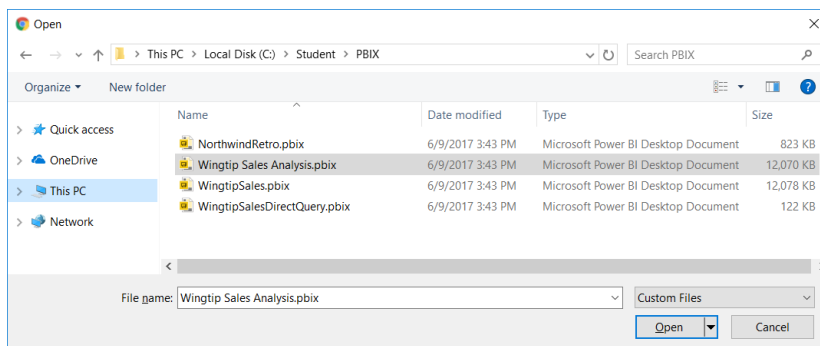 Open
This PC > Local Disk (C:) > Student > PBIX
Search PBIX
Organize
New folder
Name Date modified Type Size
Quick access
OneDrive
This PC
Network
NorthwindRetro.pbix 6/9/2017 3:43 PM Microsoft Power BI Desktop Document 823 KB
Wingtip Sales Analysis.pbix 6/9/2017 3:43 PM Microsoft Power BI Desktop Document 12,070 KB
WingtipSales.pbix 6/9/2017 3:43 PM Microsoft Power BI Desktop Document 12,078 KB
WingtipSalesDirectQuery.pbix 6/9/2017 3:43 PM Microsoft Power BI Desktop Document 122 KB
File name: Wingtip Sales Analysis.pbix Custom Files
Open Cancel